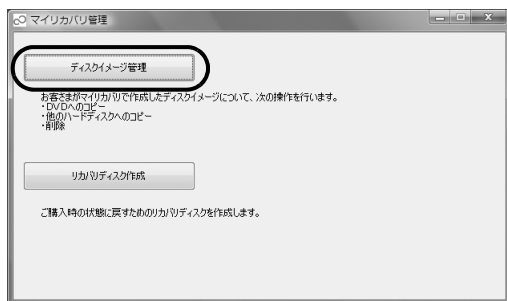 マイリカバリ管理
ディスクイメージ管理
お客さまがマイリカバリで作成したディスクイメージについて、次の操作を行います。
・DVDへのコピー
・他のハードディスクへのコピー
・削除
リカバリディスク作成
ご購入時の状態に戻すためのリカバリディスクを作成します。